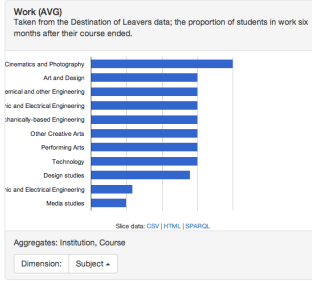 Work (AVG)
Taken from the Destination of Leavers data; the proportion of students in work six
months after their course ended.
Cinematics and Photography
Art and Design
emical and other Engineering
nic and Electrical Engineering
chanically-based Engineering
Other Creative Arts
Performing Arts
Technology
Design studies
nic and Electrical Engineering
Media studies
Slice data: CSV | HTML | SPARQL
Aggregates: Institution, Course
Dimension: Subject